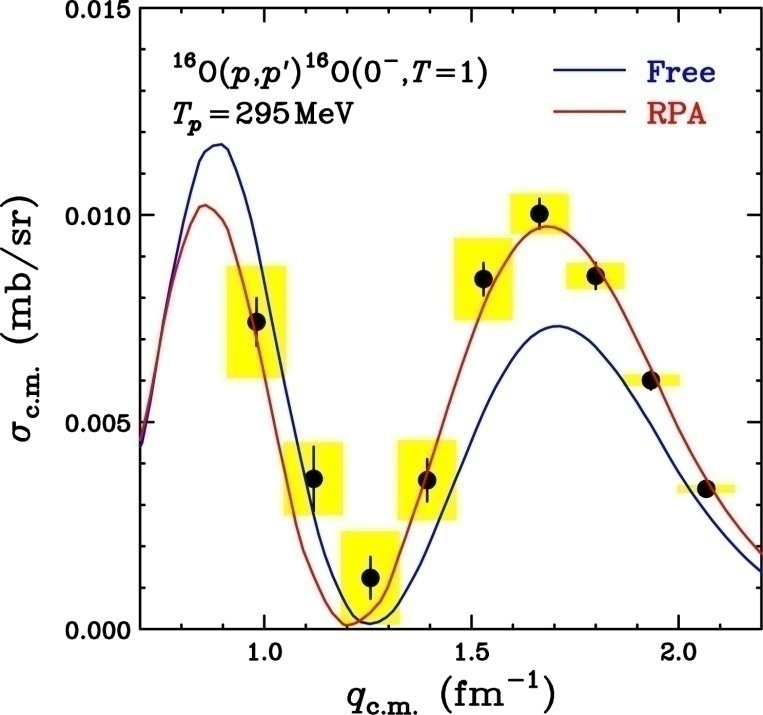 0.015
¹⁶O(p,p′)¹⁶O(0⁻,T=1)
Tₚ=295 MeV
Free
RPA
0.010
0.005
0.000
σc.m. (mb/sr)
1.0 1.5 2.0
qc.m. (fm⁻¹)